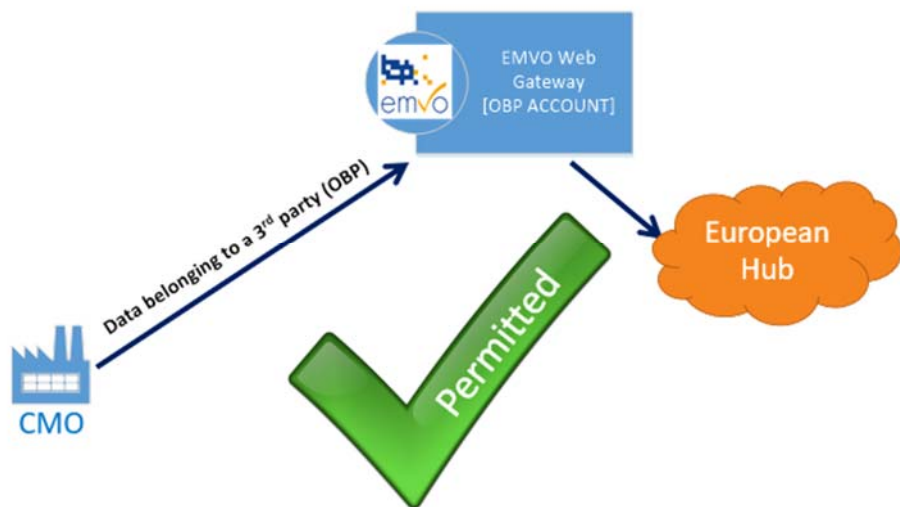 EMVO Web
Gateway
[OBP ACCOUNT]
emvo
Data belonging to a 3rd party (OBP)
European
Hub
Permitted
CMO